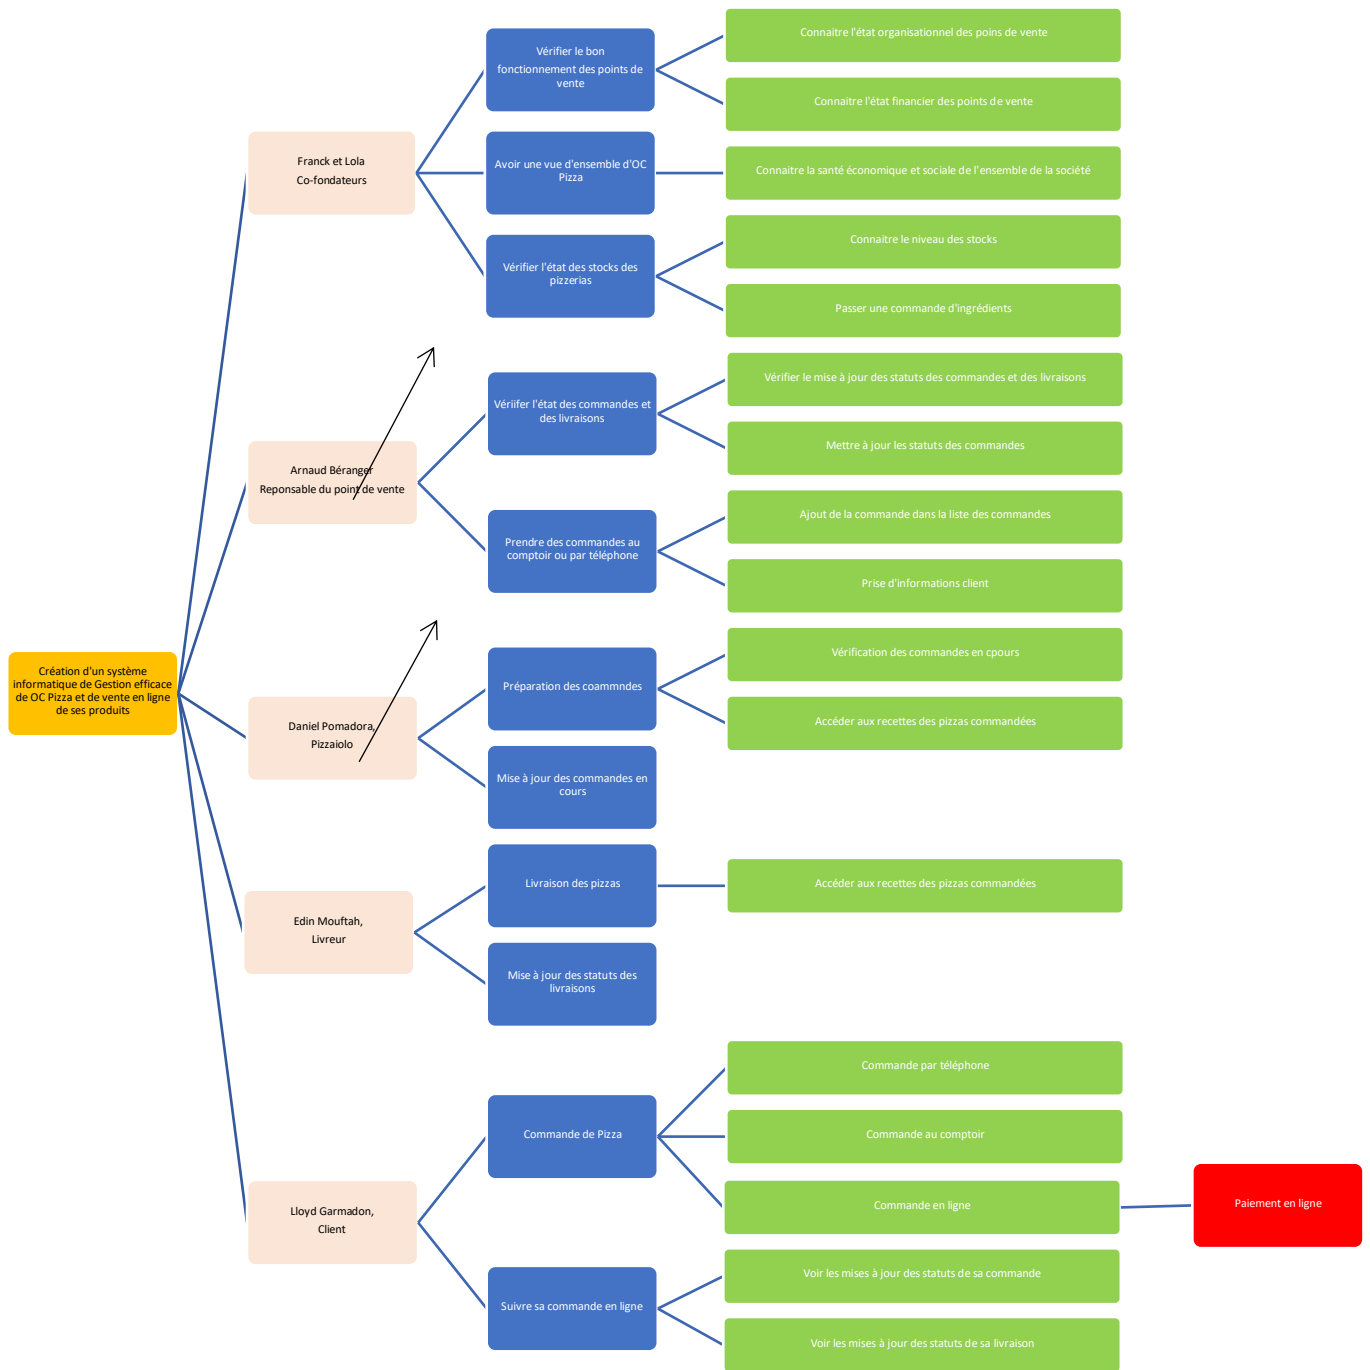 Création d'un système
informatique de Gestion efficace
de OC Pizza et de vente en ligne
de ses produits
Franck et Lola
Co-fondateurs
Vérifier le bon
fonctionnement des points de
vente
Connaitre l'état organisationnel des poins de vente
Connaitre l'état financier des points de vente
Avoir une vue d'ensemble d'OC
Pizza
Connaitre la santé économique et sociale de l'ensemble de la société
Vérifier l'état des stocks des
pizzerias
Connaitre le niveau des stocks
Passer une commande d'ingrédients
Arnaud Béranger
Reponsable du point de vente
Vériifer l'état des commandes et
des livraisons
Vérifier le mise à jour des statuts des commandes et des livraisons
Mettre à jour les statuts des commandes
Prendre des commandes au
comptoir ou par téléphone
Ajout de la commande dans la liste des commandes
Prise d'informations client
Daniel Pomadora,
Pizzaiolo
Préparation des coammndes
Vérification des commandes en cpours
Accéder aux recettes des pizzas commandées
Mise à jour des commandes en
cours
Edin Mouftah,
Livreur
Livraison des pizzas
Accéder aux recettes des pizzas commandées
Mise à jour des statuts des
livraisons
Lloyd Garmadon,
Client
Commande de Pizza
Commande par téléphone
Commande au comptoir
Commande en ligne
Paiement en ligne
Suivre sa commande en ligne
Voir les mises à jour des statuts de sa commande
Voir les mises à jour des statuts de sa livraison